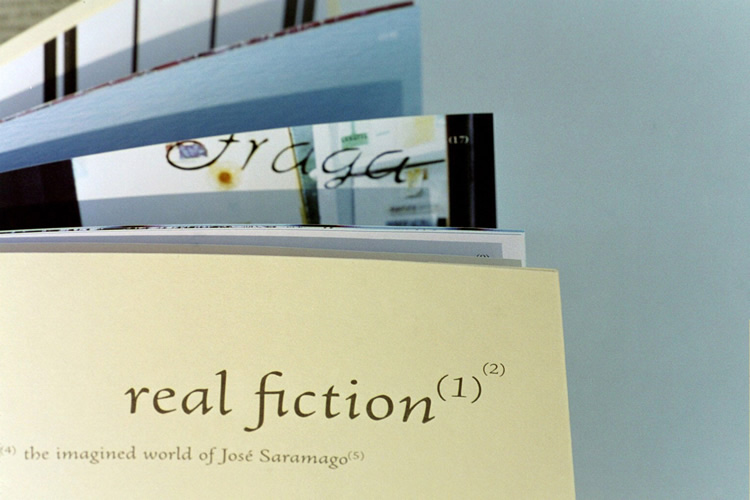 Fraga
(17)
real fiction(1)(2)
(4) the imagined world of José Saramago(5)